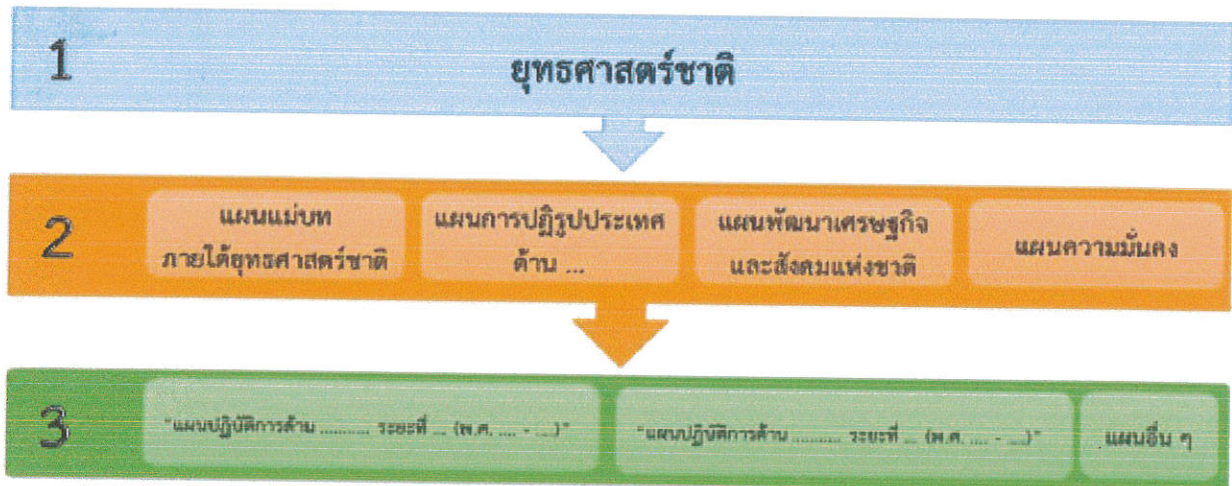 1
ยุทธศาสตร์ชาติ
2
แผนแม่บท
ภายใต้ยุทธศาสตร์ชาติ
แผนการปฏิรูปประเทศ
ด้าน ...
แผนพัฒนาเศรษฐกิจ
และสังคมแห่งชาติ
แผนความมั่นคง
3
"แผนปฏิบัติการด้าน ........... ระยะที่ ... (พ.ศ. .... - ....)"
"แผนปฏิบัติการด้าน ........... ระยะที่ ... (พ.ศ. .... - ....)"
แผนอื่น ๆ